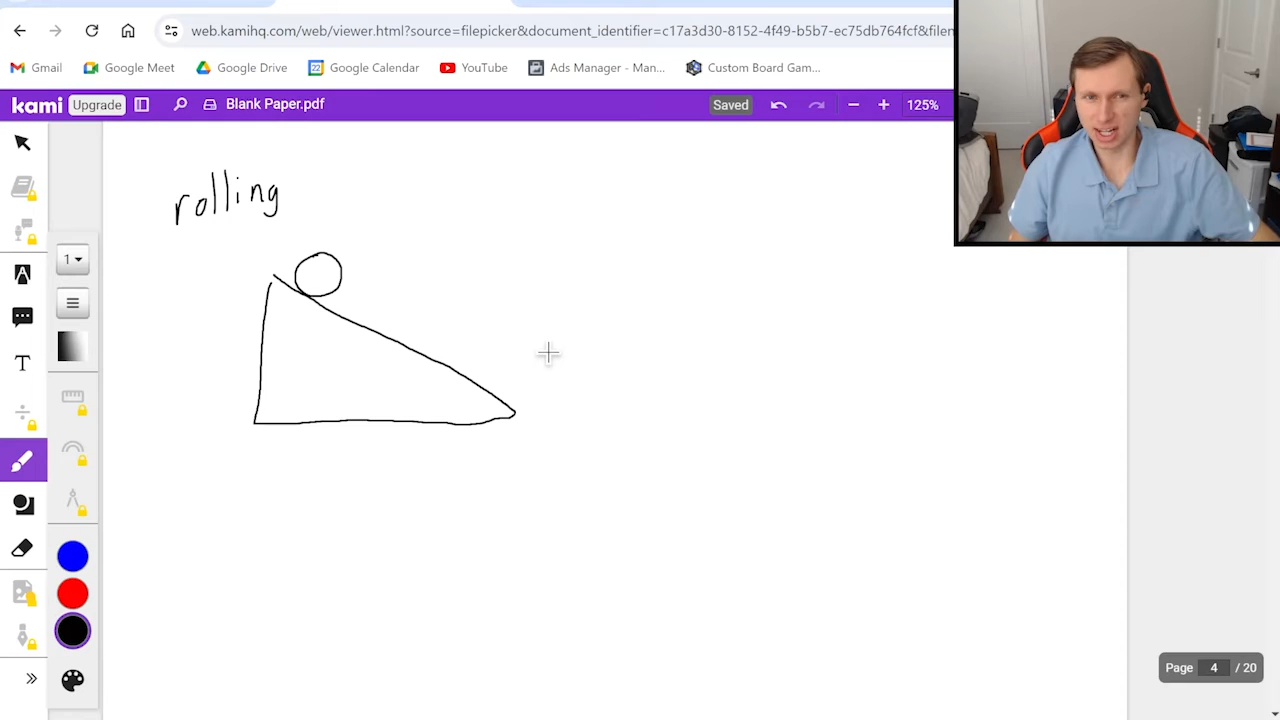 web.kamihq.com/web/viewer.html?source=filepicker&document_identifier=c17a3d30-8152-4f49-b5b7-ec75db764fcf&filen
Gmail
Google Meet
Google Drive
22
Google Calendar
YouTube
Ads Manager - Man...
Custom Board Gam...
kami
Upgrade
Blank Paper.pdf
Saved
125%
rolling
1
A
T
Page 4 / 20